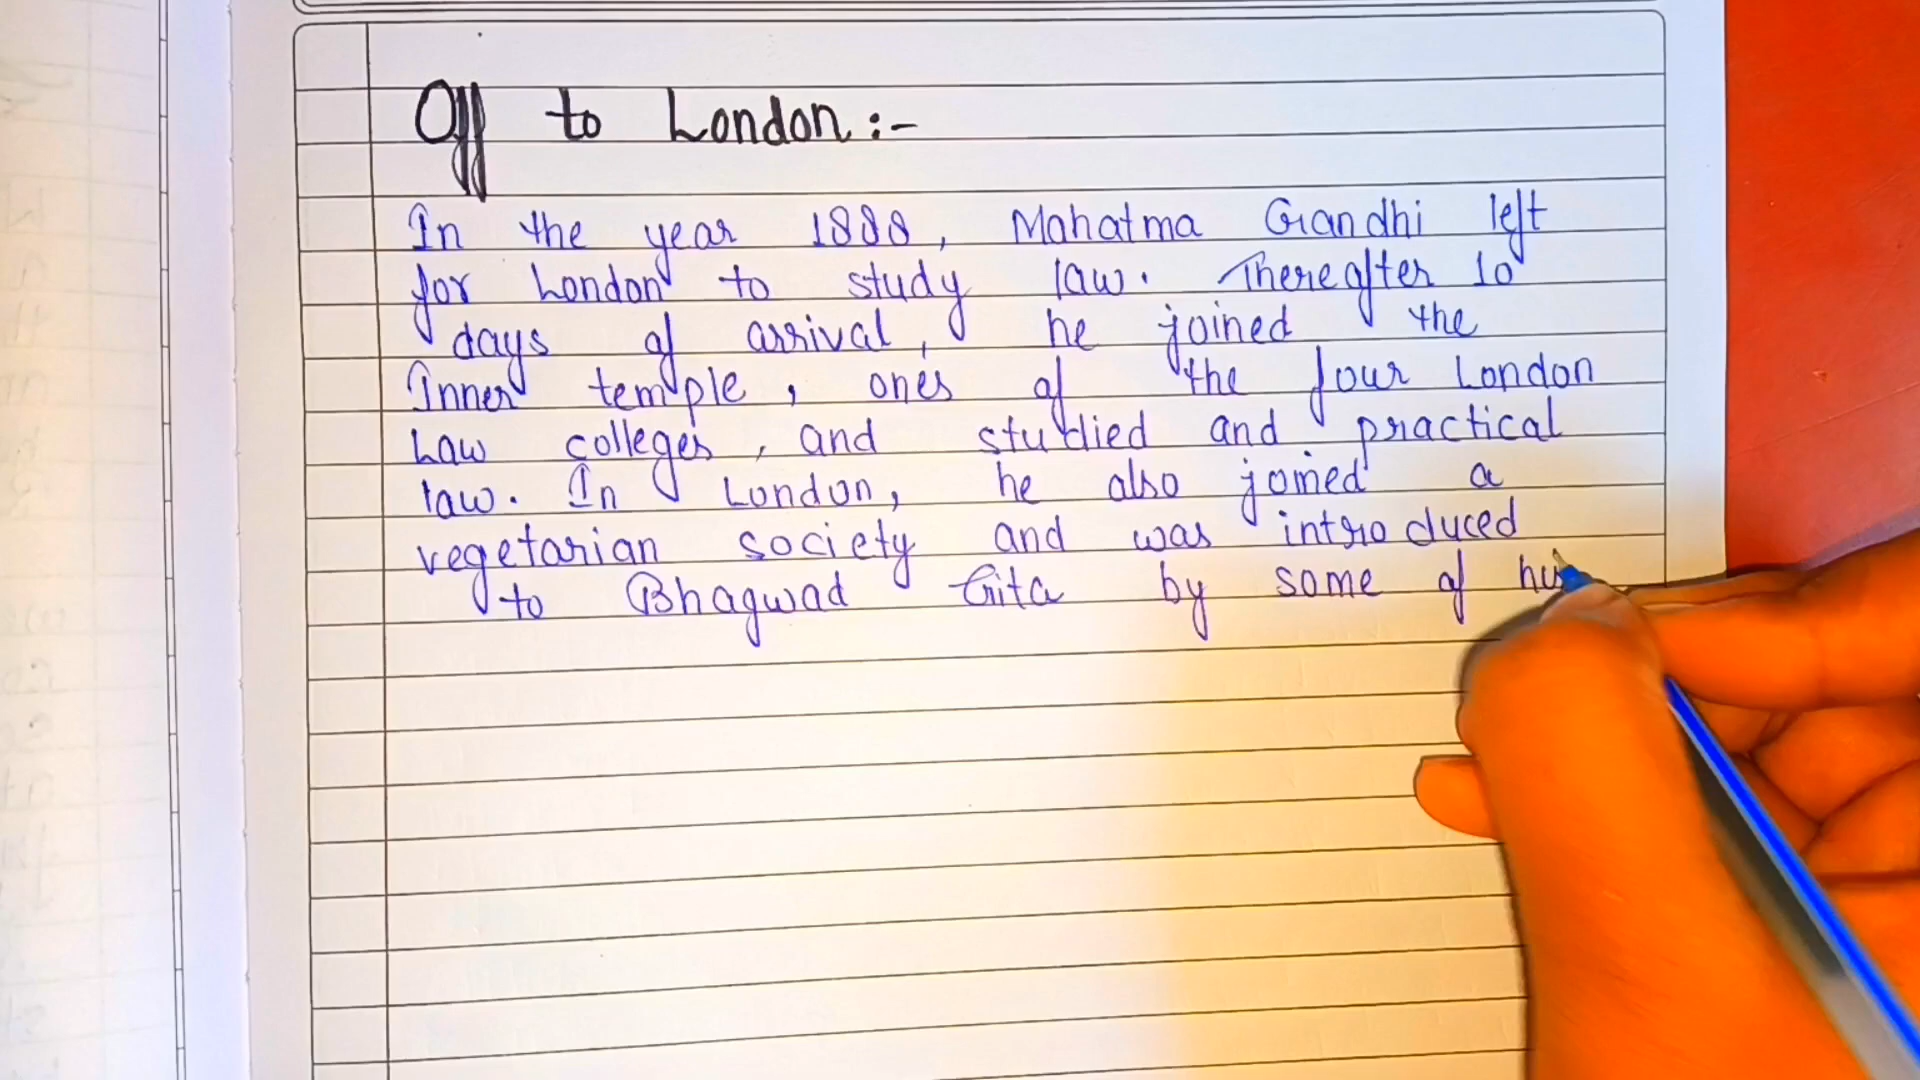 Off to London :-
In the year 1888, Mahatma Gandhi left
for London to study law. Thereafter 10
days of arrival, he joined the
Inner temple, ones of the four London
Law colleges, and studied and practical
law. In London, he also joined a
vegetarian society and was introduced
to Bhagwad Gita by some of his